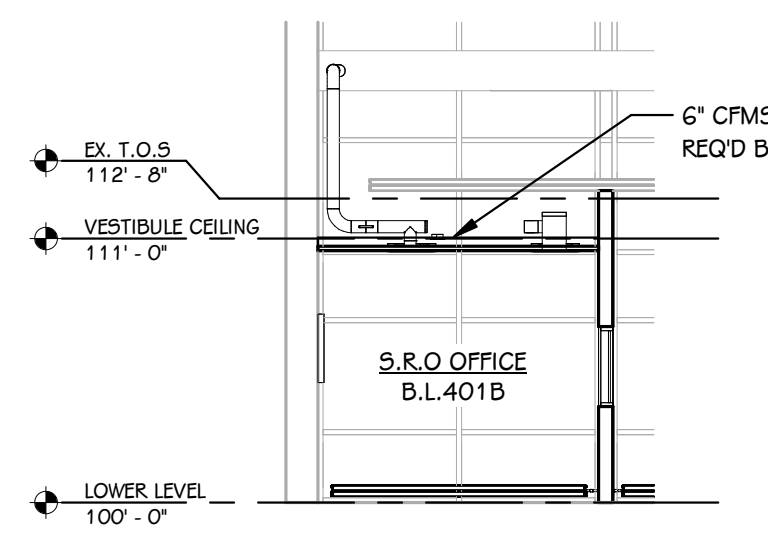 6" CFMS
REQ'D B
EX. T.O.S
112' - 8"
VESTIBULE CEILING
111' - 0"
S.R.O OFFICE
B.L.401B
LOWER LEVEL
100' - 0"